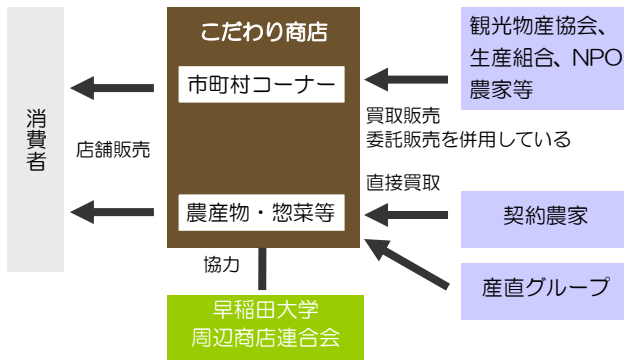 こだわり商店
市町村コーナー
農産物・惣菜等
消費者
店舗販売
観光物産協会、
生産組合、NPO
農家等
買取販売
委託販売を併用している
直接買取
契約農家
産直グループ
協力
早稲田大学
周辺商店連合会